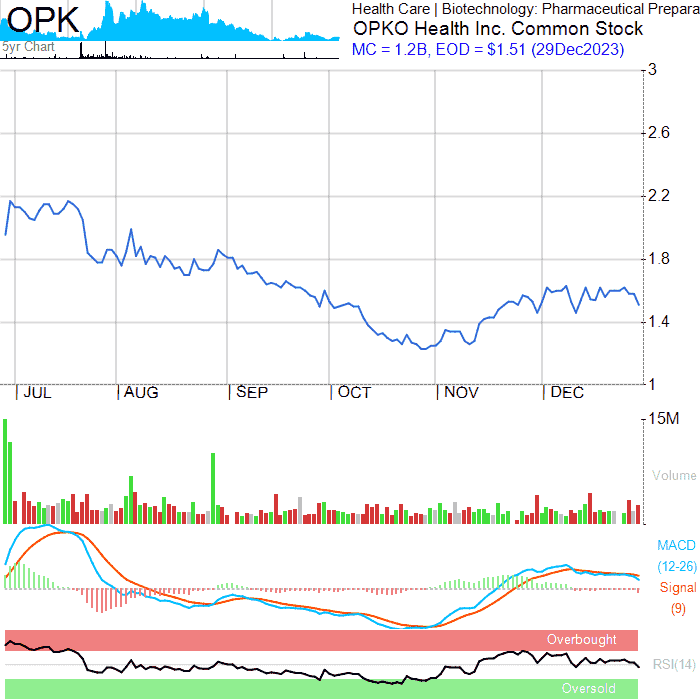 OPK
5yr Chart
Health Care | Biotechnology: Pharmaceutical Prepara
OPKO Health Inc. Common Stock
MC = 1.2B, EOD = $1.51 (29Dec2023)
3
2.6
2.2
1.8
1.4
1
JUL AUG SEP OCT NOV DEC
15M
Volume
MACD
(12-26)
Signal
(9)
Overbought
RSI(14)
Oversold